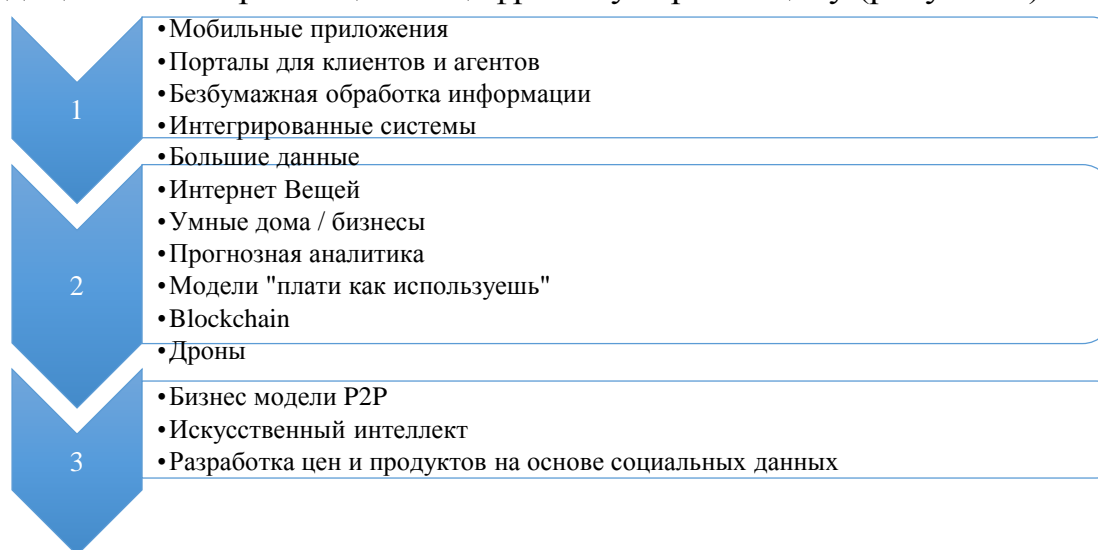 1
•Мобильные приложения
•Порталы для клиентов и агентов
•Безбумажная обработка информации
•Интегрированные системы
2
•Большие данные
•Интернет Вещей
•Умные дома / бизнесы
•Прогнозная аналитика
•Модели "плати как используешь"
•Blockchain
•Дроны
3
•Бизнес модели P2P
•Искусственный интеллект
•Разработка цен и продуктов на основе социальных данных